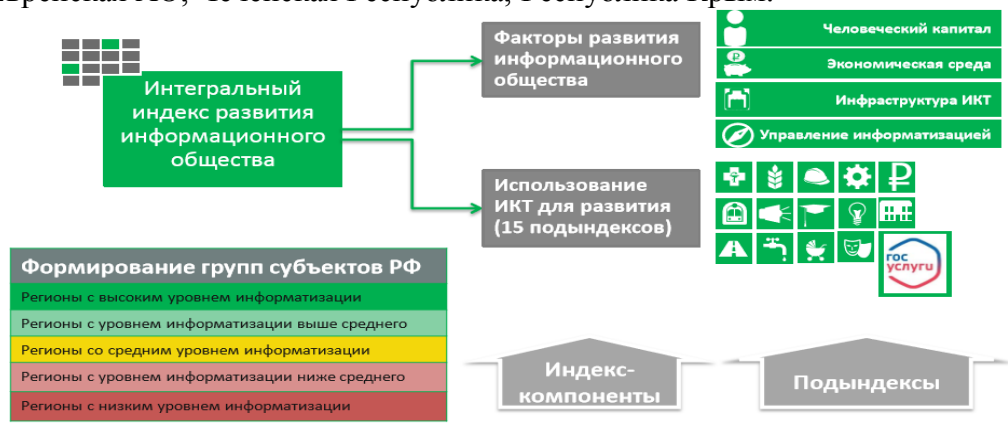 Республика Крым.
Интегральный
индекс развития
информационного
общества
Факторы развития
информационного
общества
Человеческий капитал
Экономическая среда
Инфраструктура ИКТ
Управление информатизацией
Использование
ИКТ для развития
(15 подындексов)
гос
услуги
Формирование групп субъектов РФ
Регионы с высоким уровнем информатизации
Регионы с уровнем информатизации выше среднего
Регионы со средним уровнем информатизации
Регионы с уровнем информатизации ниже среднего
Регионы с низким уровнем информатизации
Индекс-
компоненты
Подындексы